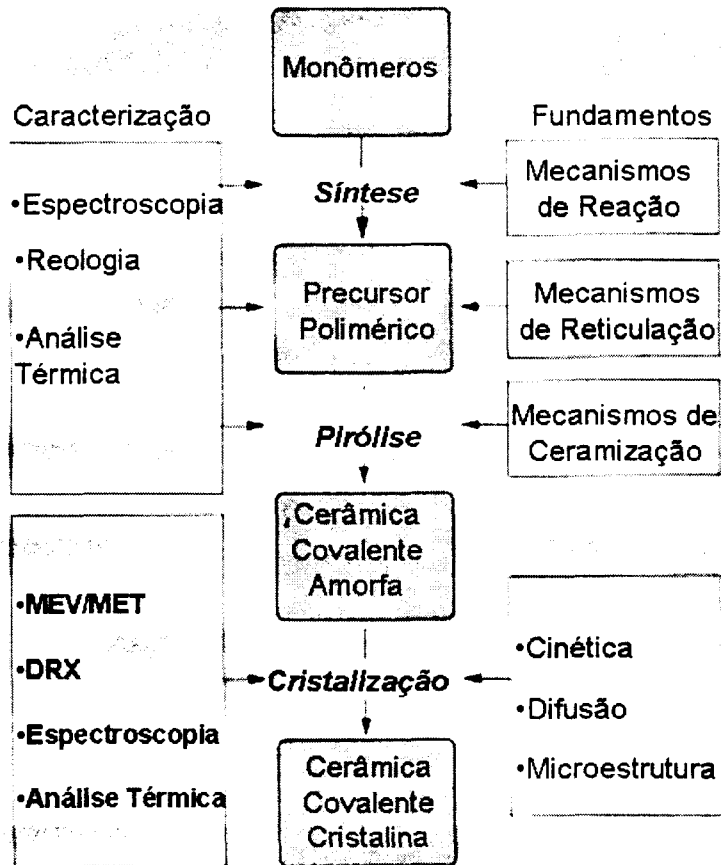 Monômeros
Caracterização
Fundamentos
•Espectroscopia
•Reologia
•Análise
Térmica
Síntese
Mecanismos
de Reação
Precursor
Polimérico
Mecanismos
de Reticulação
Pirólise
Mecanismos de
Ceramização
Cerâmica
Covalente
Amorfa
•MEV/MET
•DRX
•Espectroscopia
•Análise Térmica
Cristalização
•Cinética
•Difusão
•Microestrutura
Cerâmica
Covalente
Cristalina